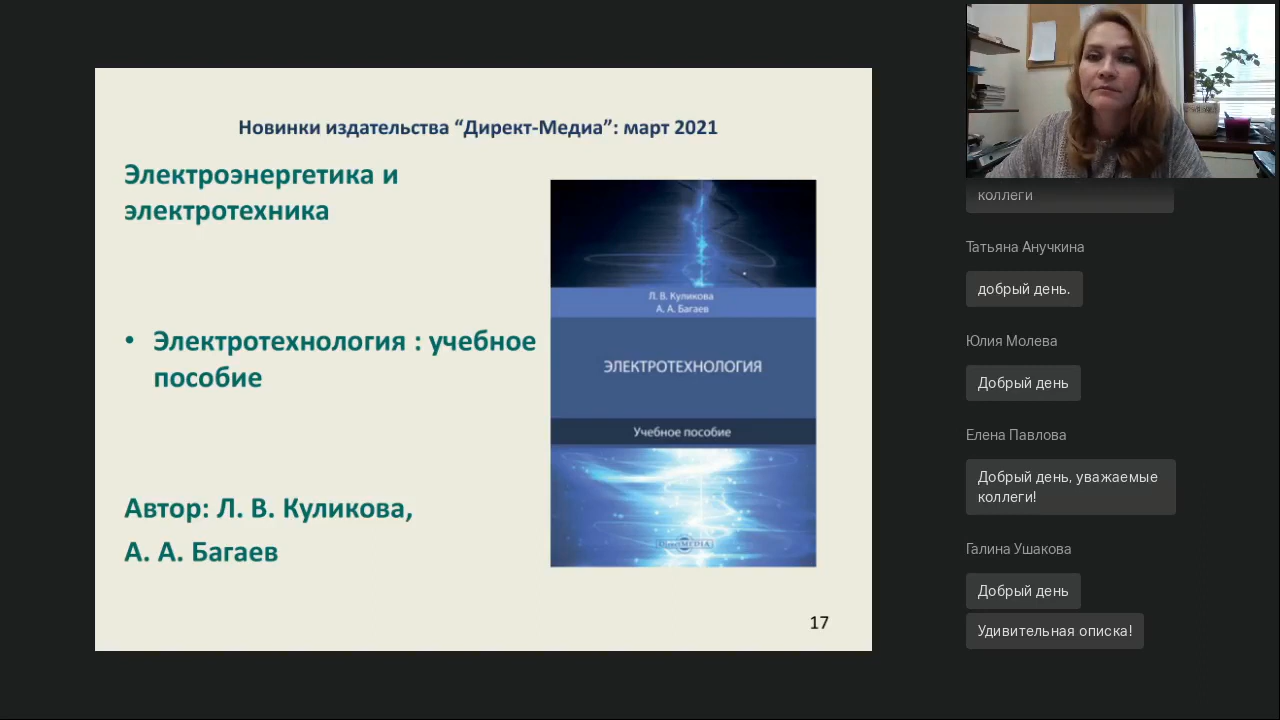 Новинки издательства “Директ-Медиа”: март 2021
Электроэнергетика и
электротехника
• Электротехнология : учебное
пособие
Автор: Л. В. Куликова,
А. А. Багаев
Л. В. Куликова
А. А. Багаев
ЭЛЕКТРОТЕХНОЛОГИЯ
Учебное пособие
DirectMEDIA
17
коллеги
Татьяна Анучкина
добрый день.
Юлия Молева
Добрый день
Елена Павлова
Добрый день, уважаемые
коллеги!
Галина Ушакова
Добрый день
Удивительная описка!